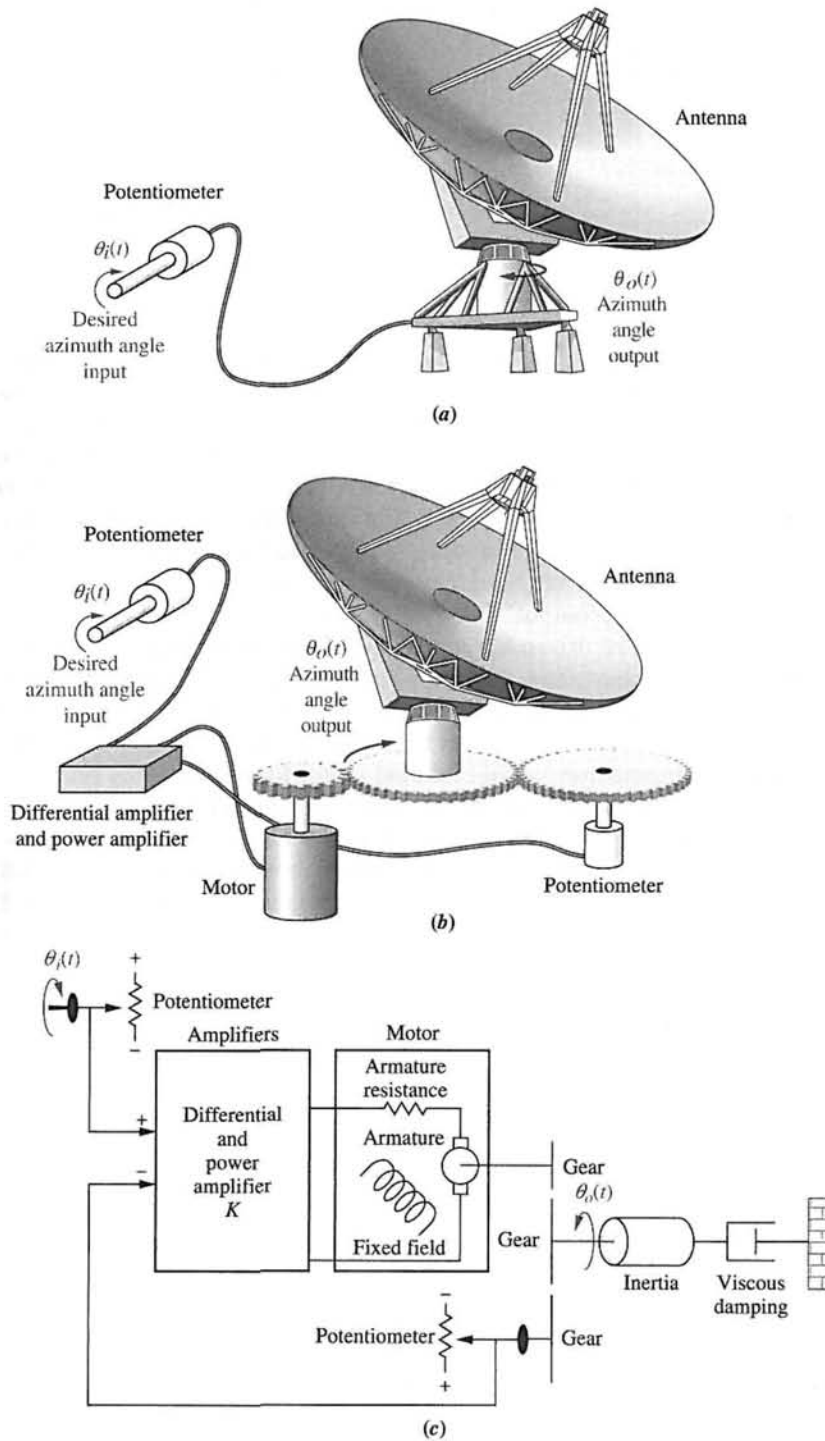 Antenna
Potentiometer
θi(t)
Desired
azimuth angle
input
θo(t)
Azimuth
angle
output
(a)
Potentiometer
θi(t)
Desired
azimuth angle
input
Antenna
θo(t)
Azimuth
angle
output
Differential amplifier
and power amplifier
Motor
Potentiometer
(b)
θi(t)
+
Potentiometer
−
Amplifiers
Motor
+
−
Differential
and
power
amplifier
K
Armature
resistance
Armature
Fixed field
Gear
Gear
θo(t)
Inertia
Viscous
damping
−
Potentiometer
+
Gear
(c)